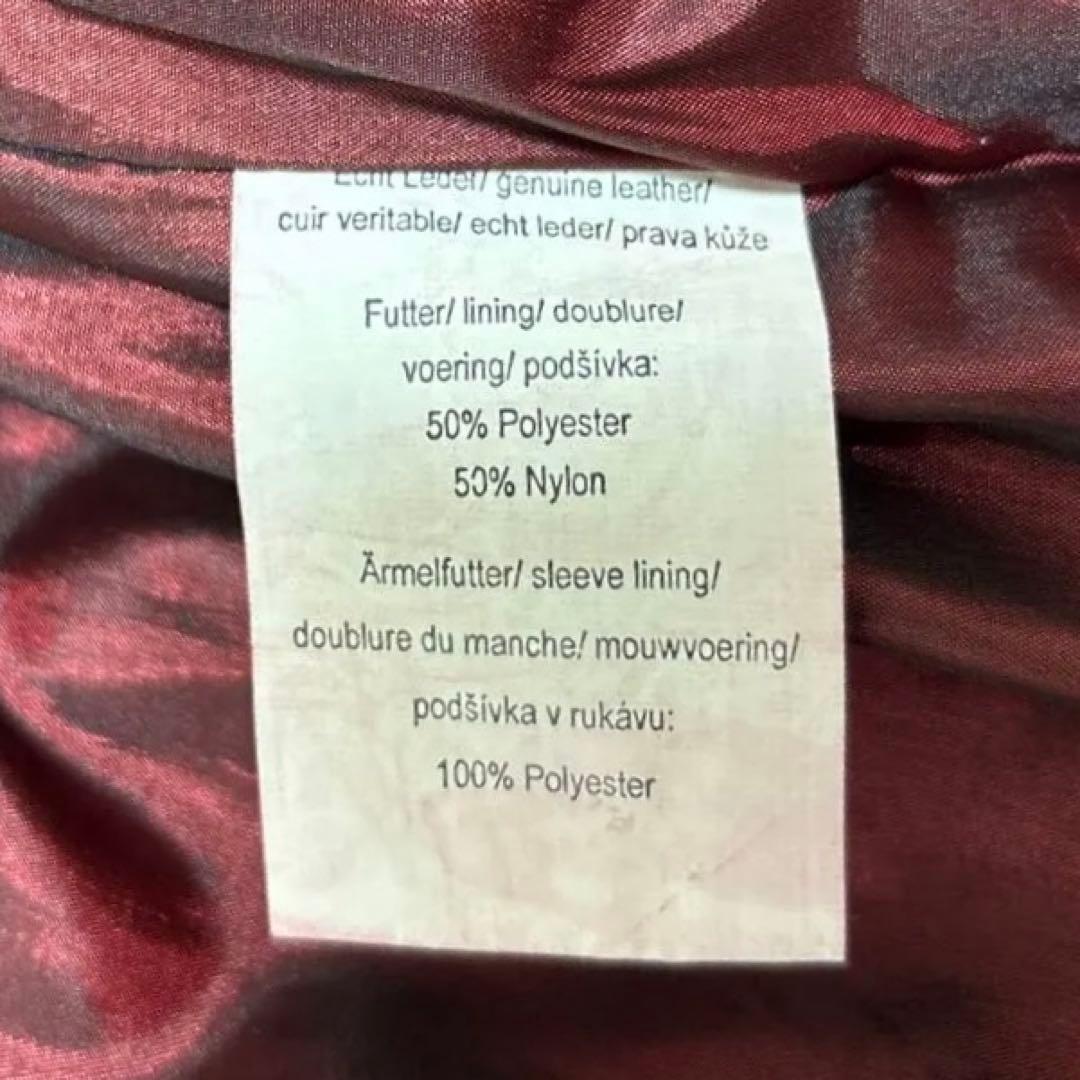 Echt Leder/ genuine leather/
cuir veritable/ echt leder/ prava kůže
Futter/ lining/ doublure/
voering/ podšívka:
50% Polyester
50% Nylon
Ärmelfutter/ sleeve lining/
doublure du manche/ mouwvoering/
podšívka v rukávu:
100% Polyester